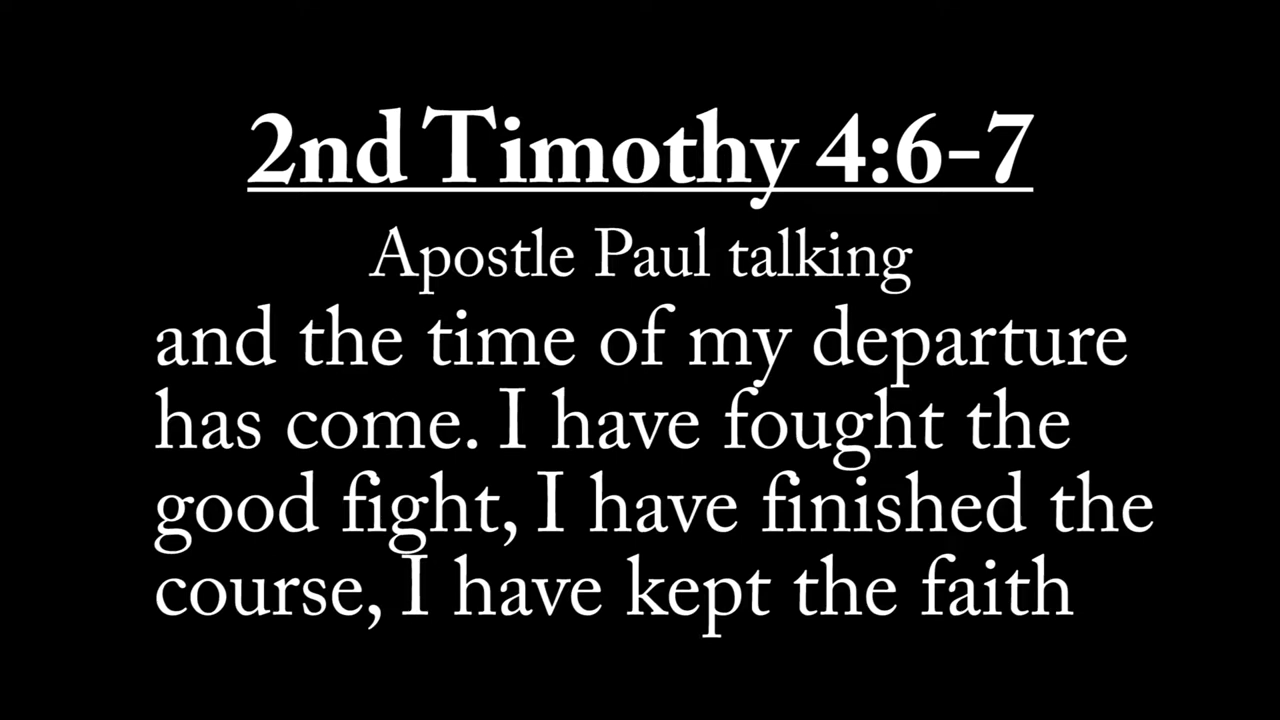 2nd Timothy 4:6-7
Apostle Paul talking
and the time of my departure
has come. I have fought the
good fight, I have finished the
course, I have kept the faith